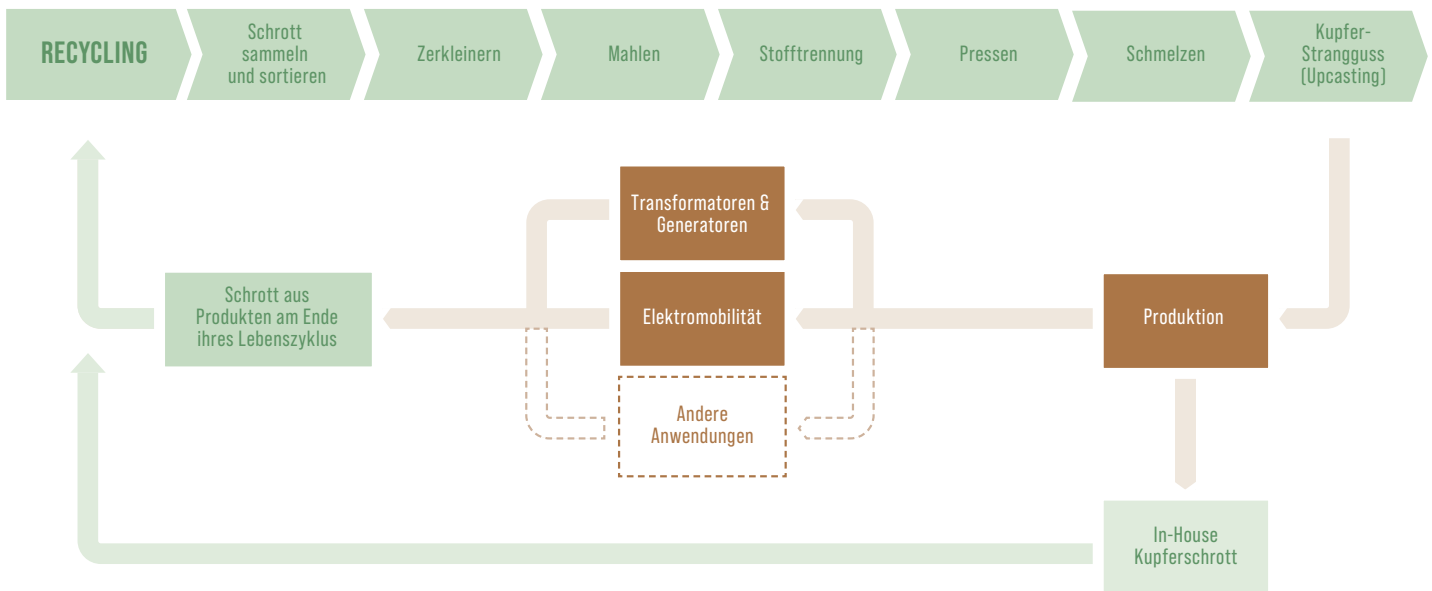 RECYCLING
Schrott
sammeln
und sortieren
Zerkleinern
Mahlen
Stofftrennung
Pressen
Schmelzen
Kupfer-
Strangguss
(Upcasting)
Transformatoren &
Generatoren
Schrott aus
Produkten am Ende
ihres Lebenszyklus
Elektromobilität
Produktion
Andere
Anwendungen
In-House
Kupferschrott